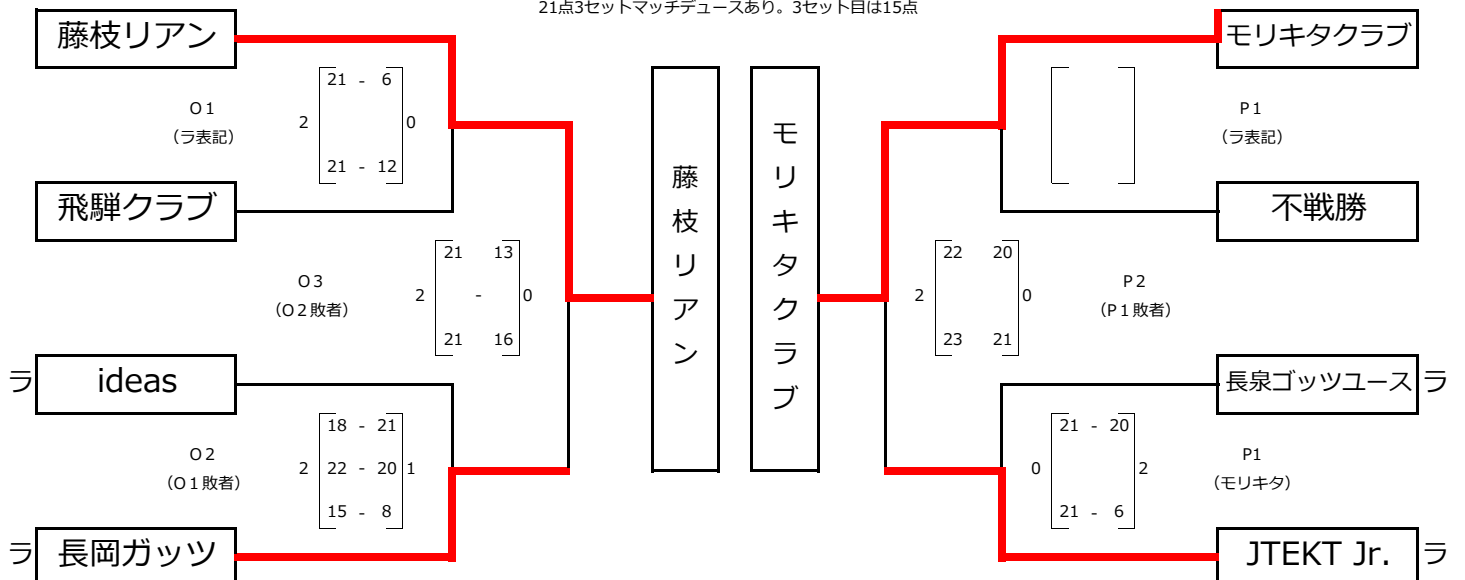 21点3セットマッチデュースあり。3セット目は15点
藤枝リアン
モリキタクラブ
21 - 6
O1
2
0
P1
(ラ表記)
(ラ表記)
21 - 12
飛騨クラブ
不戦勝
藤枝リアン
モリキタクラブ
21 13
22 20
O3
2
-
0
2
0
P2
(O2敗者)
(P1敗者)
21 16
23 21
ラ
ideas
長泉ゴッツユース
ラ
18 - 21
21 - 20
O2
2
22 - 20
1
0
2
P1
(O1敗者)
(モリキタ)
15 - 8
21 - 6
ラ
長岡ガッツ
JTEKT Jr.
ラ